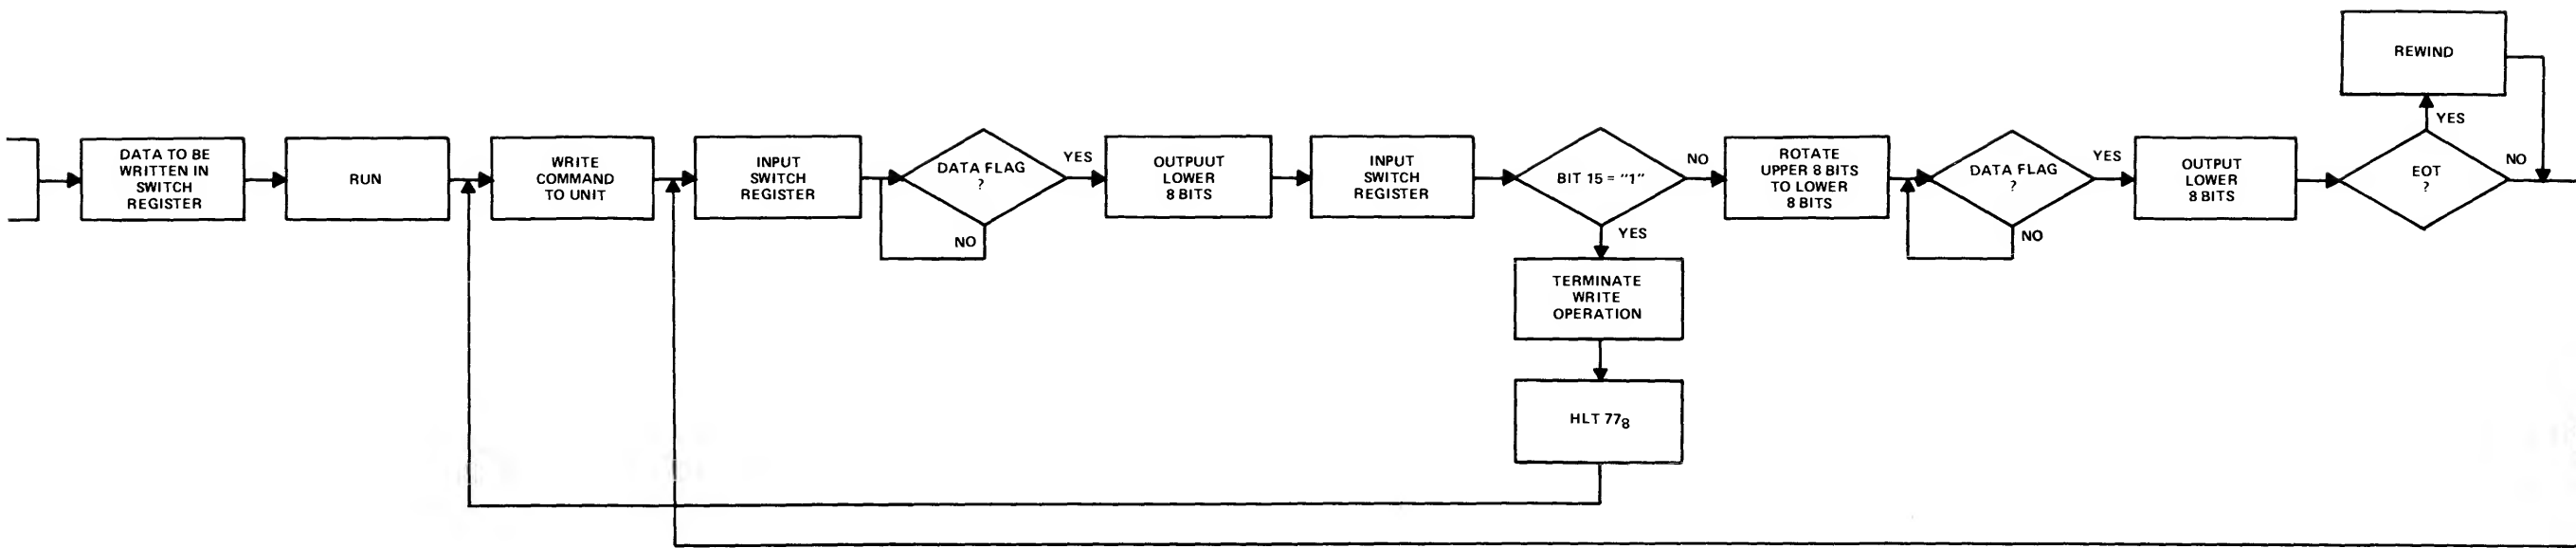 DATA TO BE
WRITTEN IN
SWITCH
REGISTER
RUN
WRITE
COMMAND
TO UNIT
INPUT
SWITCH
REGISTER
DATA FLAG
?
YES
NO
OUTPUUT
LOWER
8 BITS
INPUT
SWITCH
REGISTER
BIT 15 = "1"
NO
YES
TERMINATE
WRITE
OPERATION
HLT 77₈
ROTATE
UPPER 8 BITS
TO LOWER
8 BITS
DATA FLAG
?
YES
NO
OUTPUT
LOWER
8 BITS
EOT
?
YES
NO
REWIND